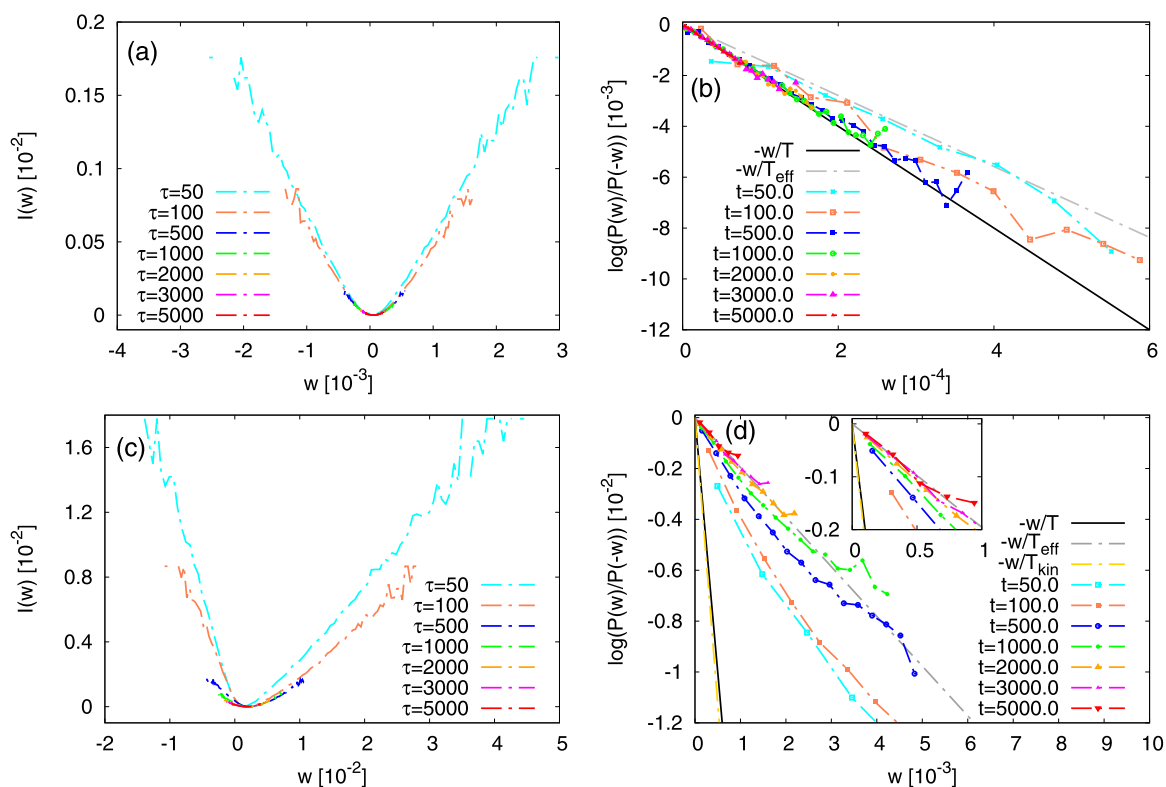 (a)
I(w) [10⁻²]
0.2
0.15
0.1
0.05
0
τ=50
τ=100
τ=500
τ=1000
τ=2000
τ=3000
τ=5000
-4 -3 -2 -1 0 1 2 3
w [10⁻³]
(b)
log(P(w)/P(-w)) [10⁻³]
0
-2
-4
-6
-8
-10
-12
-w/T
-w/T_eff
t=50.0
t=100.0
t=500.0
t=1000.0
t=2000.0
t=3000.0
t=5000.0
0 2 4 6
w [10⁻⁴]
(c)
I(w) [10⁻²]
1.6
1.2
0.8
0.4
0
τ=50
τ=100
τ=500
τ=1000
τ=2000
τ=3000
τ=5000
-2 -1 0 1 2 3 4 5
w [10⁻²]
(d)
log(P(w)/P(-w)) [10⁻²]
0
-0.2
-0.4
-0.6
-0.8
-1
-1.2
0
-0.1
-0.2
0 0.5 1
-w/T
-w/T_eff
-w/T_kin
t=50.0
t=100.0
t=500.0
t=1000.0
t=2000.0
t=3000.0
t=5000.0
0 1 2 3 4 5 6 7 8 9 10
w [10⁻³]